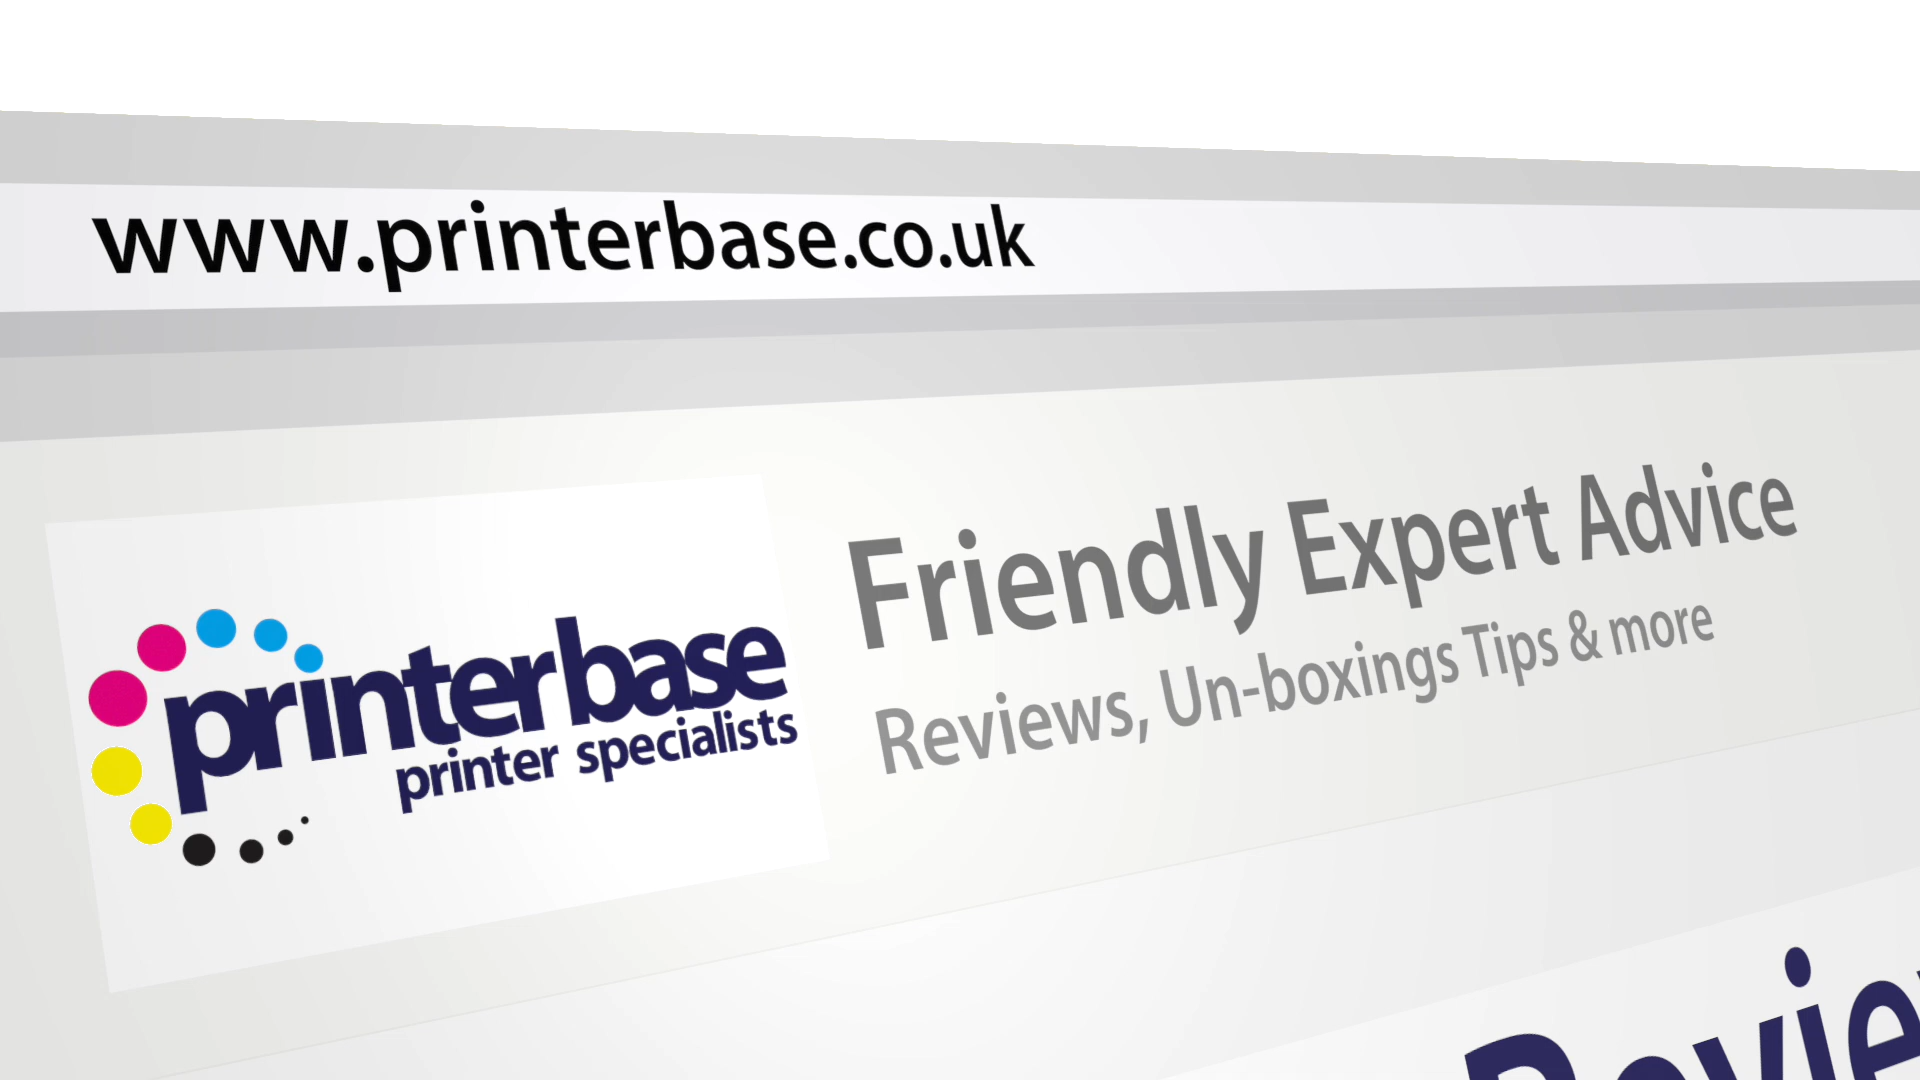 www.printerbase.co.uk
Friendly Expert Advice
Reviews, Un-boxings Tips & more
printerbase
printer specialists